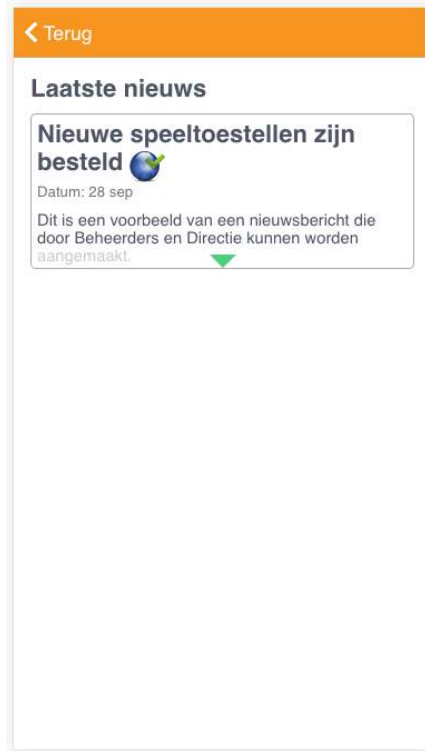 Terug
Laatste nieuws
Nieuwe speeltoestellen zijn
besteld
Datum: 28 sep
Dit is een voorbeeld van een nieuwsbericht die
door Beheerders en Directie kunnen worden
aangemaakt.